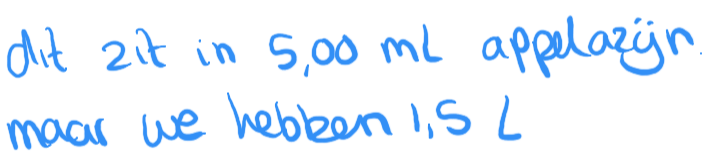 dit zit in 5,00 mL appelazijn.
maar we hebben 1,5 L